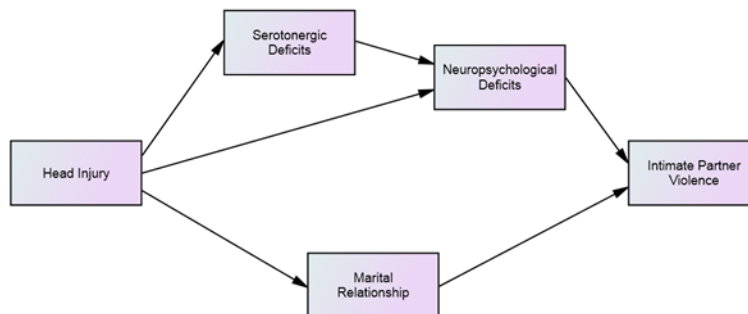 Serotonergic
Deficits
Neuropsychological
Deficits
Head Injury
Intimate Partner
Violence
Marital
Relationship